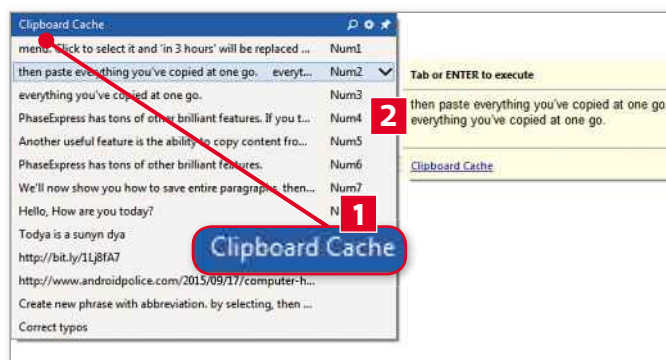 Clipboard Cache
menu. Click to select it and 'in 3 hours' will be replaced ... Num1
then paste everything you've copied at one go. everyt... Num2
everything you've copied at one go. Num3
PhaseExpress has tons of other brilliant features. If you t... Num4
Another useful feature is the ability to copy content fro... Num5
PhaseExpress has tons of other brilliant features. Num6
We'll now show you how to save entire paragraphs, then... Num7
Hello, How are you today? N
Todya is a sunyn dya
http://bit.ly/1Lj8fA7
http://www.androidpolice.com/2015/09/17/computer-h...
Create new phrase with abbreviation. by selecting, then ...
Correct typos
1
Clipboard Cache
2
Tab or ENTER to execute
then paste everything you've copied at one go
everything you've copied at one go.
Clipboard Cache